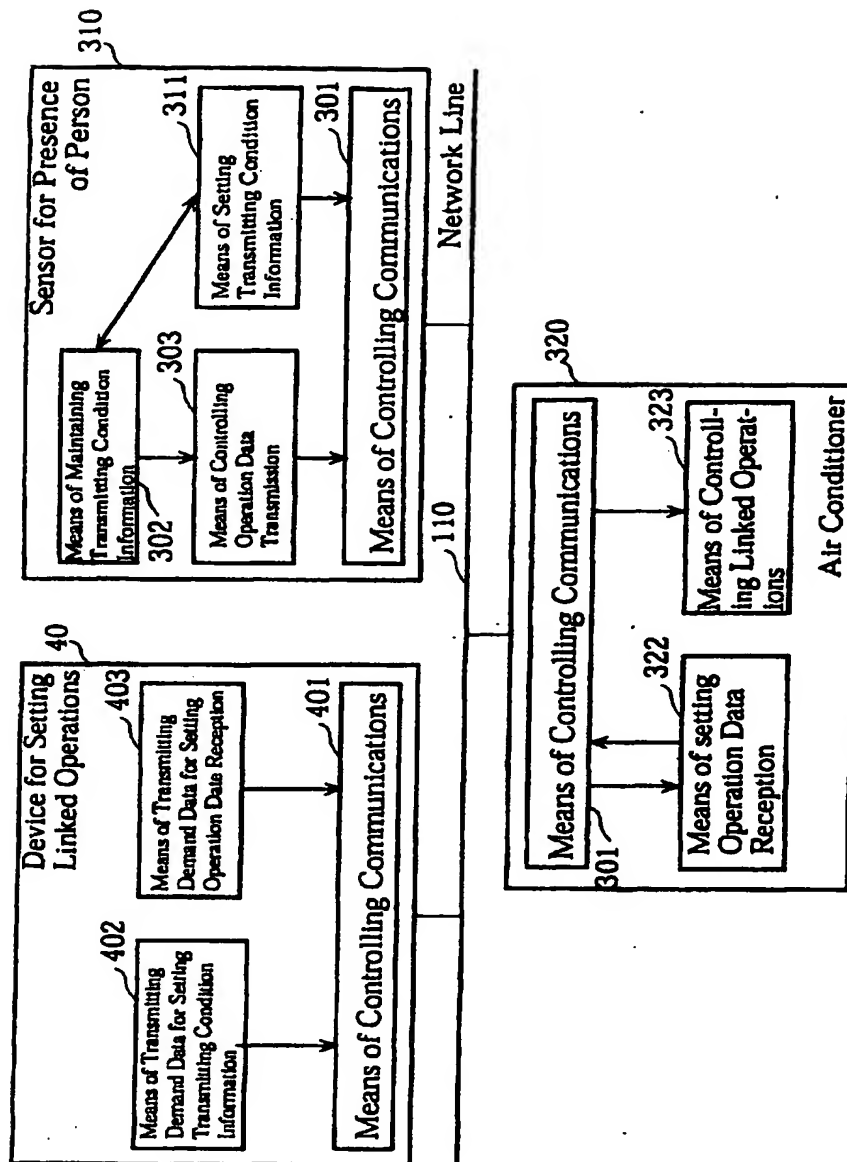 Device for Setting
Linked Operations
40
402
Means of Transmitting
Demand Data for Setting
Transmitting Condition
Information
403
Means of Transmitting
Demand Data for Setting
Operation Date Reception
401
Means of Controlling Communications
Sensor for Presence
of Person
310
Means of Maintaining
Transmitting Condition
Information
302
303
Means of Controlling
Operation Data
Transmission
311
Means of Setting
Transmitting Condition
Information
301
Means of Controlling Communications
110
Network Line
320
Means of Controlling Communications
301
322
Means of setting
Operation Data
Reception
323
Means of Controll-
ing Linked Operat-
ions
Air Conditioner